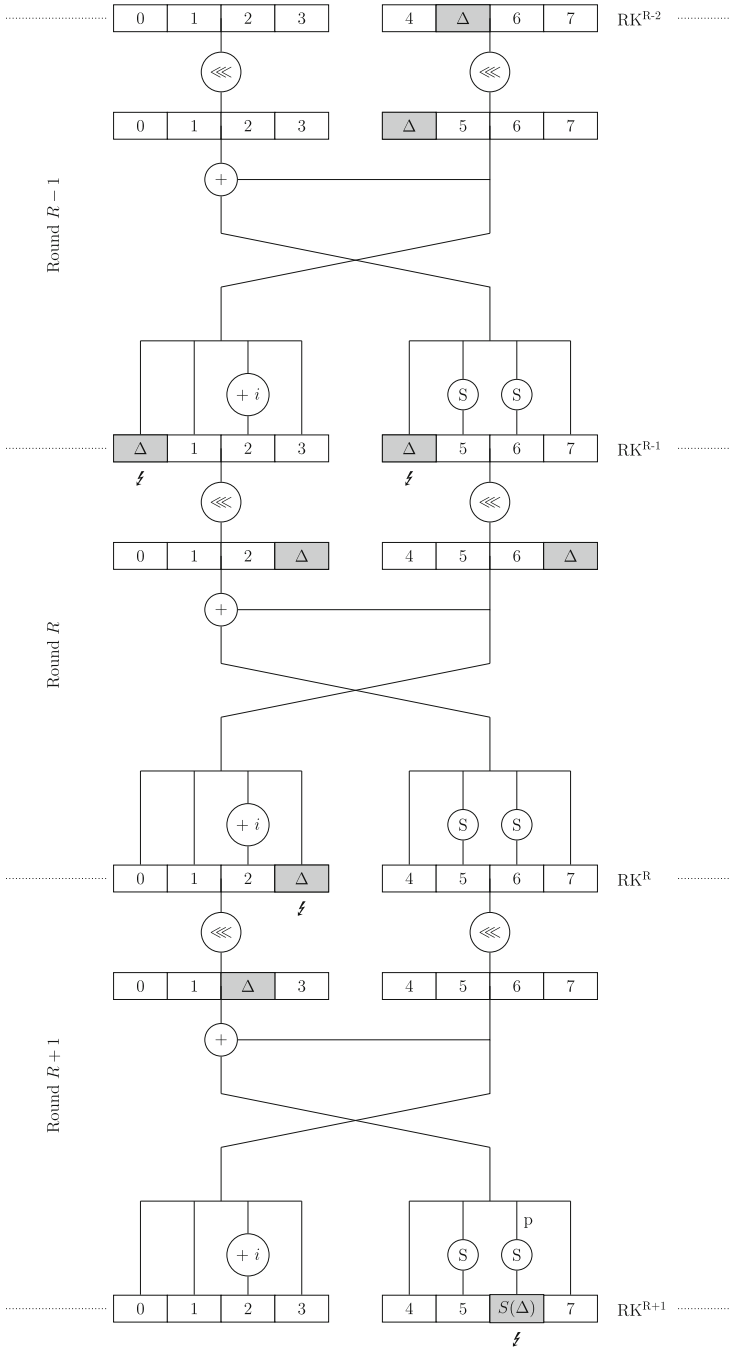 0 1 2 3 4 Δ 6 7 RK^R-2
⋘ ⋘
0 1 2 3 Δ 5 6 7
+
Round R − 1
+ i S S
Δ 1 2 3 Δ 5 6 7 RK^R-1
⋘ ⋘
0 1 2 Δ 4 5 6 Δ
+
Round R
+ i S S
0 1 2 Δ 4 5 6 7 RK^R
⋘ ⋘
0 1 Δ 3 4 5 6 7
+
Round R + 1
p
+ i S S
0 1 2 3 4 5 S(Δ) 7 RK^R+1